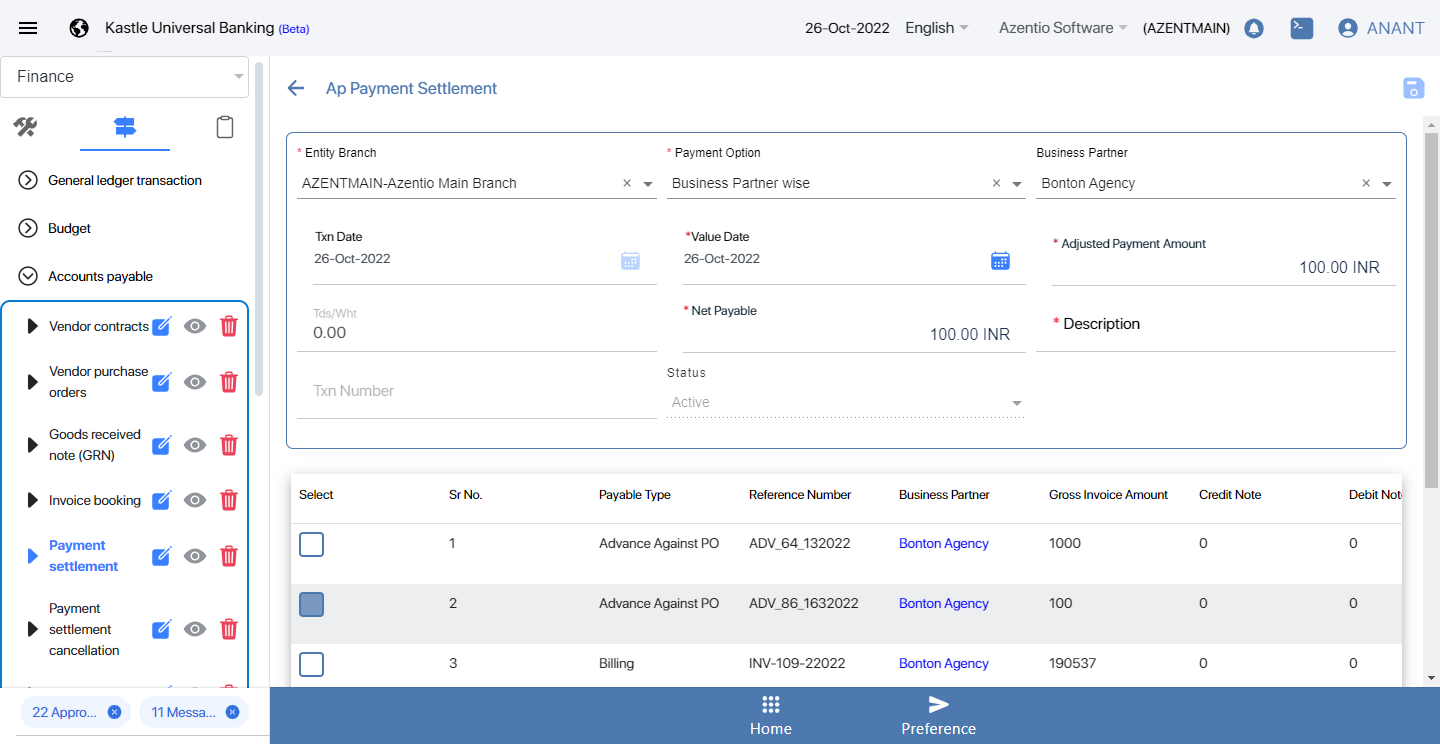 Kastle Universal Banking (Beta)
26-Oct-2022
English
Azentio Software
(AZENTMAIN)
ANANT
Finance
General ledger transaction
Budget
Accounts payable
Vendor contracts
Vendor purchase
orders
Goods received
note (GRN)
Invoice booking
Payment
settlement
Payment
settlement
cancellation
22 Appro...
11 Messa...
Ap Payment Settlement
* Entity Branch
AZENTMAIN-Azentio Main Branch
* Payment Option
Business Partner wise
Business Partner
Bonton Agency
Txn Date
26-Oct-2022
*Value Date
26-Oct-2022
* Adjusted Payment Amount
100.00 INR
Tds/Wht
0.00
* Net Payable
100.00 INR
* Description
Txn Number
Status
Active
Select Sr No. Payable Type Reference Number Business Partner Gross Invoice Amount Credit Note Debit Not
1 Advance Against PO ADV_64_132022 Bonton Agency 1000 0 0
2 Advance Against PO ADV_86_1632022 Bonton Agency 100 0 0
3 Billing INV-109-22022 Bonton Agency 190537 0 0
Home
Preference